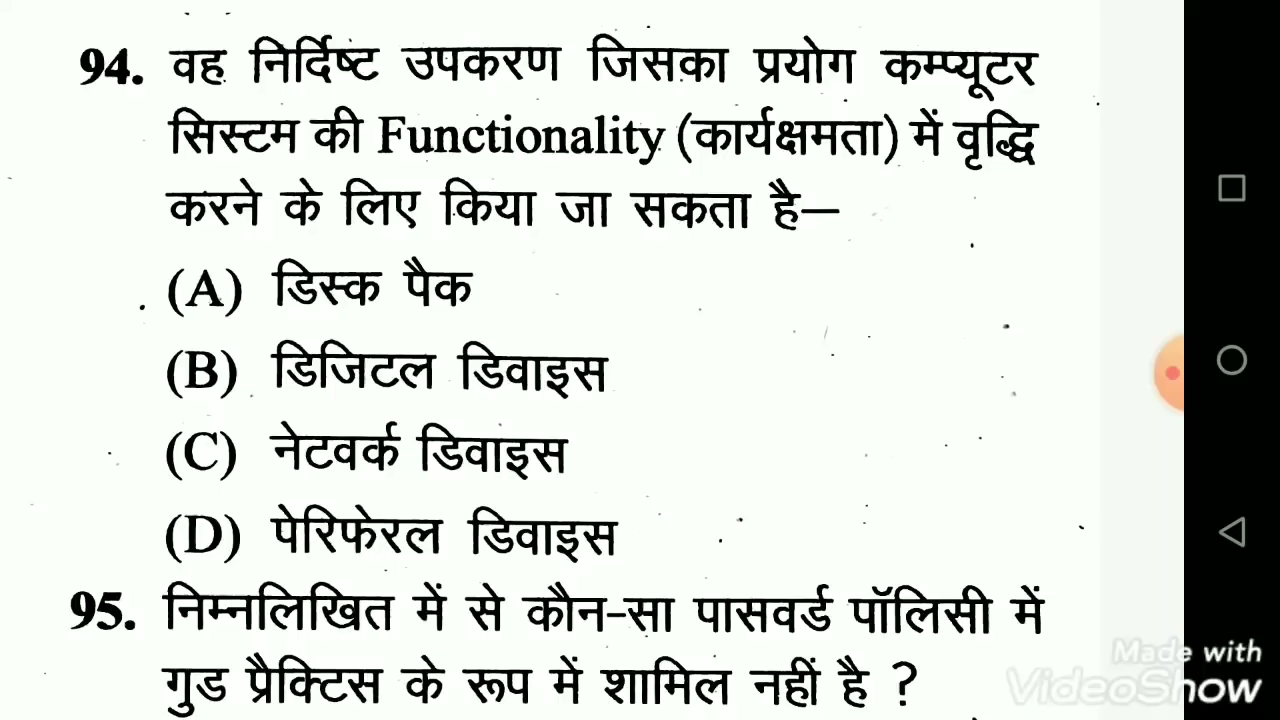 94. वह निर्दिष्ट उपकरण जिसका प्रयोग कम्प्यूटर
सिस्टम की Functionality (कार्यक्षमता) में वृद्धि
करने के लिए किया जा सकता है—
(A) डिस्क पैक
(B) डिजिटल डिवाइस
(C) नेटवर्क डिवाइस
(D) पेरिफेरल डिवाइस
95. निम्नलिखित में से कौन-सा पासवर्ड पॉलिसी में
गुड प्रैक्टिस के रूप में शामिल नहीं है ?
Made with
VideoShow